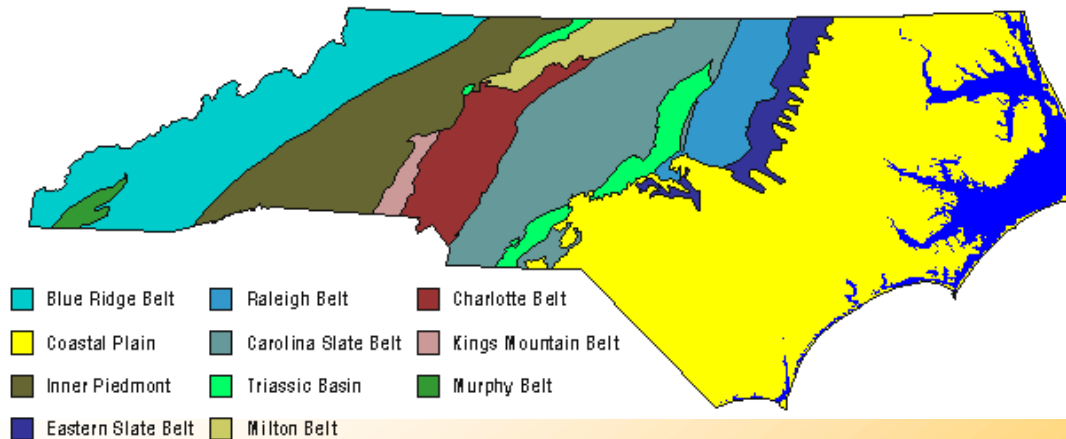 Blue Ridge Belt
Raleigh Belt
Charlotte Belt
Coastal Plain
Carolina Slate Belt
Kings Mountain Belt
Inner Piedmont
Triassic Basin
Murphy Belt
Eastern Slate Belt
Milton Belt